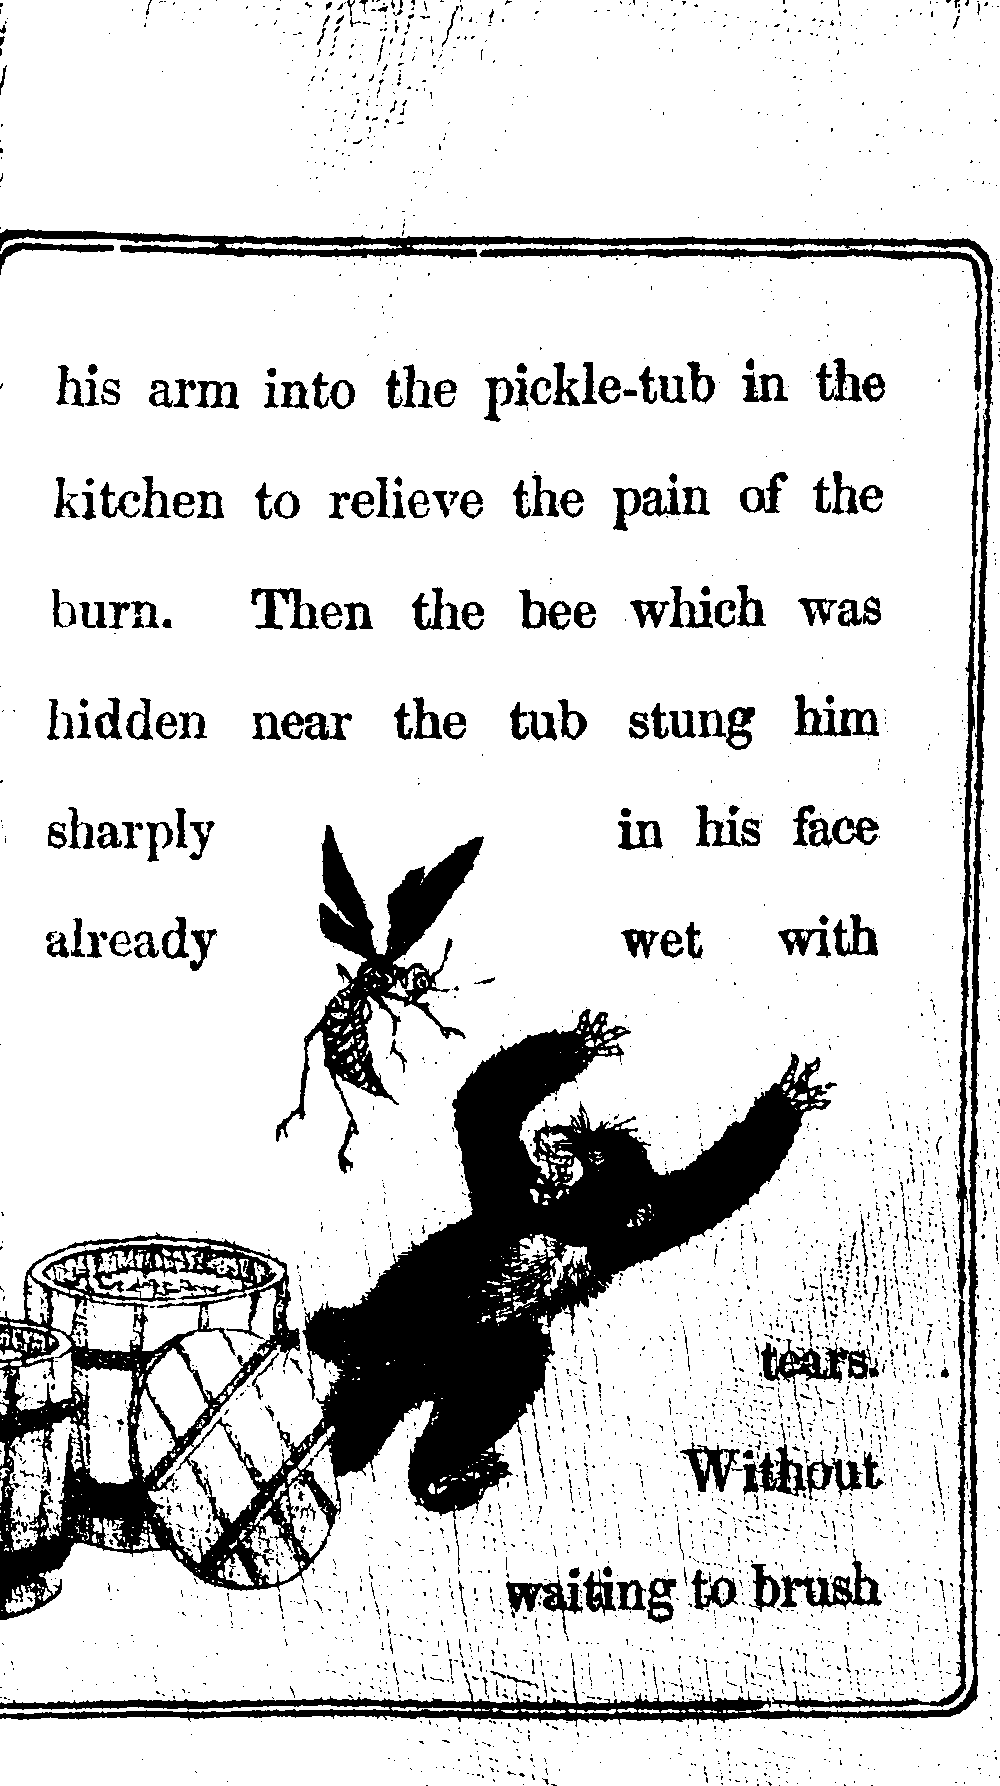 his arm into the pickle-tub in the
kitchen to relieve the pain of the
burn. Then the bee which was
hidden near the tub stung him
sharply in his face
already wet with
tears.
Without
waiting to brush